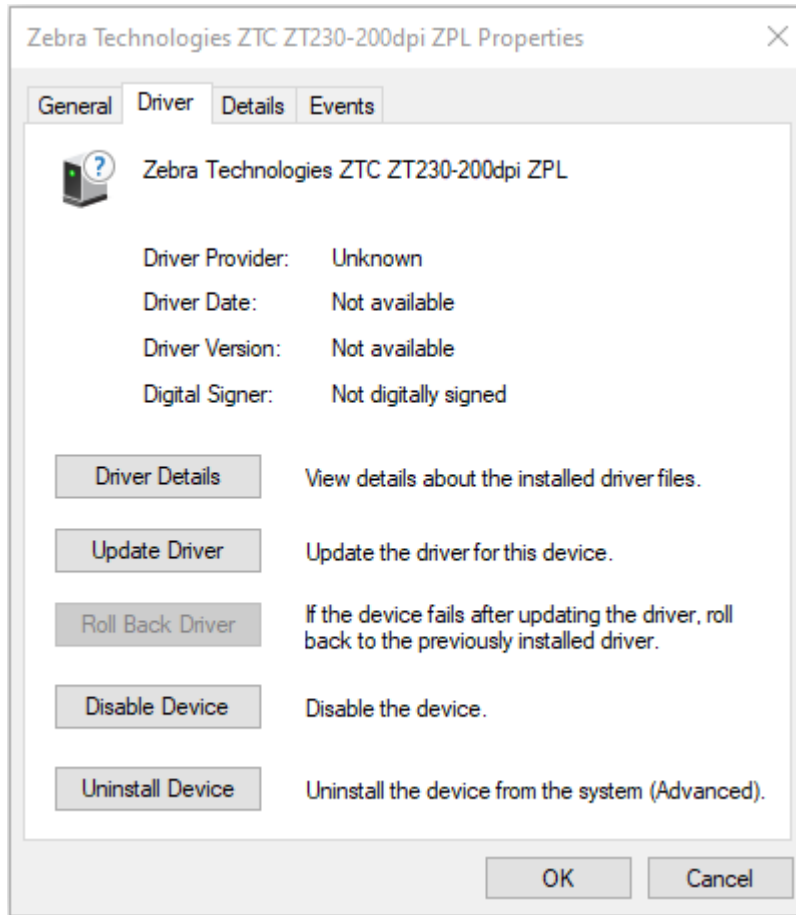 Zebra Technologies ZTC ZT230-200dpi ZPL Properties
General Driver Details Events
Zebra Technologies ZTC ZT230-200dpi ZPL
Driver Provider: Unknown
Driver Date: Not available
Driver Version: Not available
Digital Signer: Not digitally signed
Driver Details View details about the installed driver files.
Update Driver Update the driver for this device.
Roll Back Driver If the device fails after updating the driver, roll
back to the previously installed driver.
Disable Device Disable the device.
Uninstall Device Uninstall the device from the system (Advanced).
OK Cancel